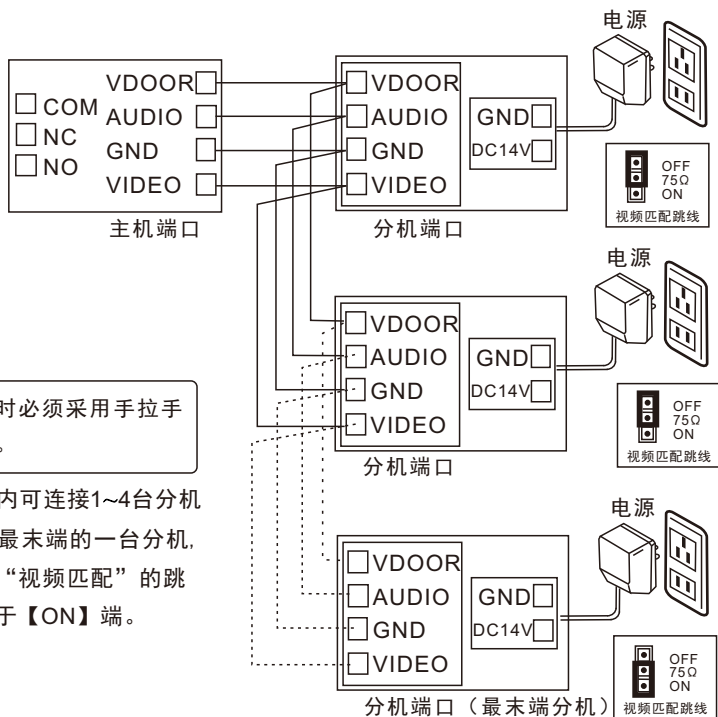 电源
VDOOR
COM
AUDIO
NC
GND
NO
VIDEO
主机端口
VDOOR
AUDIO
GND
VIDEO
GND
DC14V
分机端口
OFF
75Ω
ON
视频匹配跳线
电源
VDOOR
AUDIO
GND
VIDEO
GND
DC14V
分机端口
OFF
75Ω
ON
视频匹配跳线
时必须采用手拉手
。
内可连接1~4台分机
最末端的一台分机,
“视频匹配”的跳
于【ON】端。
电源
VDOOR
AUDIO
GND
VIDEO
GND
DC14V
分机端口（最末端分机）
OFF
75Ω
ON
视频匹配跳线